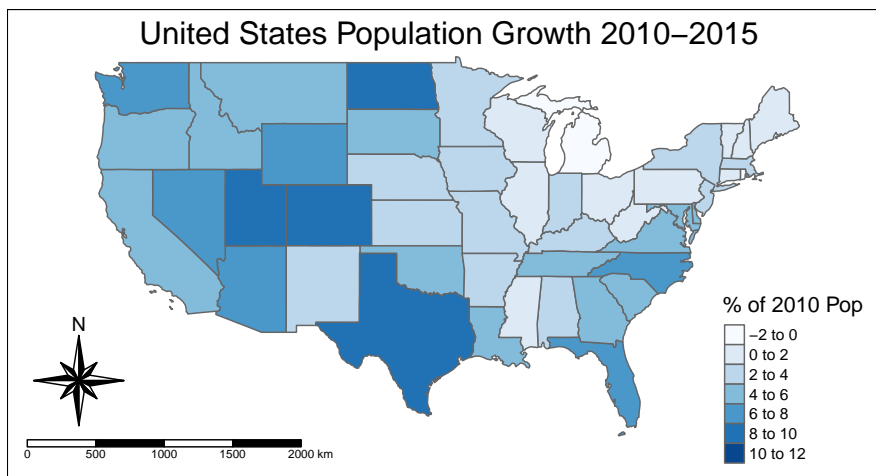 United States Population Growth 2010–2015
N
% of 2010 Pop
−2 to 0
0 to 2
2 to 4
4 to 6
6 to 8
8 to 10
10 to 12
0 500 1000 1500 2000 km